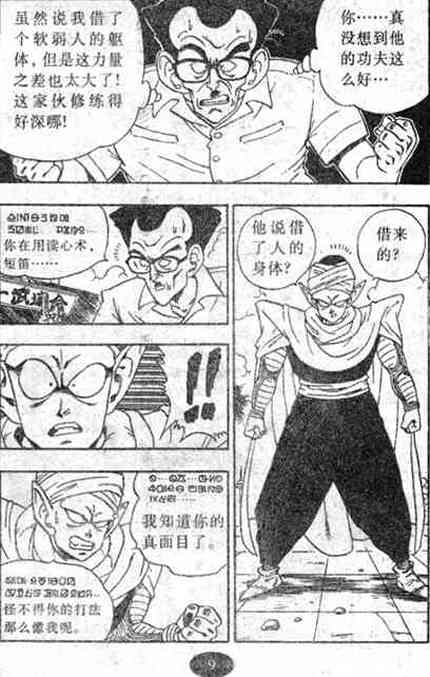 你……真
没想到他
的功夫这
么好…
虽然说我借了
个软弱人的躯
体，但是这力量
之差也太大了!
这家伙修练得
好深哪!
借来
的?
他说借
了人的
身体?
你在用读心术，
短笛……
一武道会
!!
我知道你的
真面目了。
怪不得你的打法
那么像我呢。
9